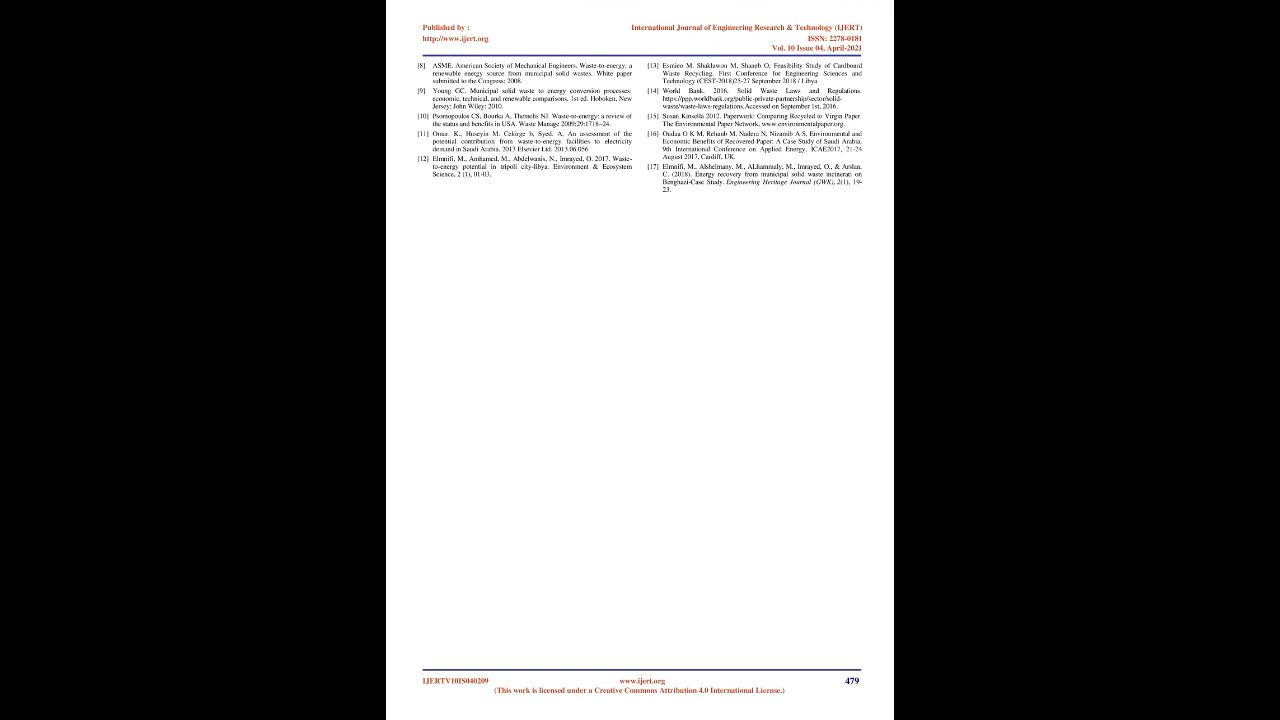 Published by :
http://www.ijert.org
International Journal of Engineering Research & Technology (IJERT)
ISSN: 2278-0181
Vol. 10 Issue 04, April-2021
[8] ASME. American Society of Mechanical Engineers. Waste-to-energy: a
renewable energy source from municipal solid wastes. White paper
submitted to the Congress; 2008.
[9] Young GC. Municipal solid waste to energy conversion processes:
economic, technical, and renewable comparisons. 1st ed. Hoboken, New
Jersey: John Wiley; 2010.
[10] Psomopoulos CS, Bourka A, Themelis NJ. Waste-to-energy: a review of
the status and benefits in USA. Waste Manage 2009;29:1718–24.
[11] Omar. K., Huseyin M. Cekirge b, Syed. A, An assessment of the
potential contribution from waste-to-energy facilities to electricity
demand in Saudi Arabia, 2013 Elsevier Ltd. 2013.06.056
[12] Elmnifi, M., Amhamed, M., Abdelwanis, N., Imrayed, O. 2017. Waste-
to-energy potential in tripoli city-libya. Environment & Ecosystem
Science, 2 (1), 01-03.
[13] Esmieo M, Shaklawon M, Shaneb O. Feasibility Study of Cardboard
Waste Recycling. First Conference for Engineering Sciences and
Technology (CEST-2018)25-27 September 2018 / Libya
[14] World Bank. 2016. Solid Waste Laws and Regulations.
https://ppp.worldbank.org/public-private-partnership/sector/solid-
waste/waste-laws-regulations.Accessed on September 1st, 2016.
[15] Susan Kinsella 2012. Paperwork: Comparing Recycled to Virgin Paper.
The Environmental Paper Network, www.environmentalpaper.org.
[16] Oudaa O K M, Rehanb M, Nadera N, Nizamib A S, Environmental and
Economic Benefits of Recovered Paper: A Case Study of Saudi Arabia,
9th International Conference on Applied Energy, ICAE2017, 21-24
August 2017, Cardiff, UK.
[17] Elmnifi, M., Alshelmany, M., ALhammaly, M., Imrayed, O., & Arslan,
C. (2018). Energy recovery from municipal solid waste incinerati on
Benghazi-Case Study. Engineering Heritage Journal (GWK), 2(1), 19-
23.
IJERTV10IS040209
www.ijert.org
479
(This work is licensed under a Creative Commons Attribution 4.0 International License.)